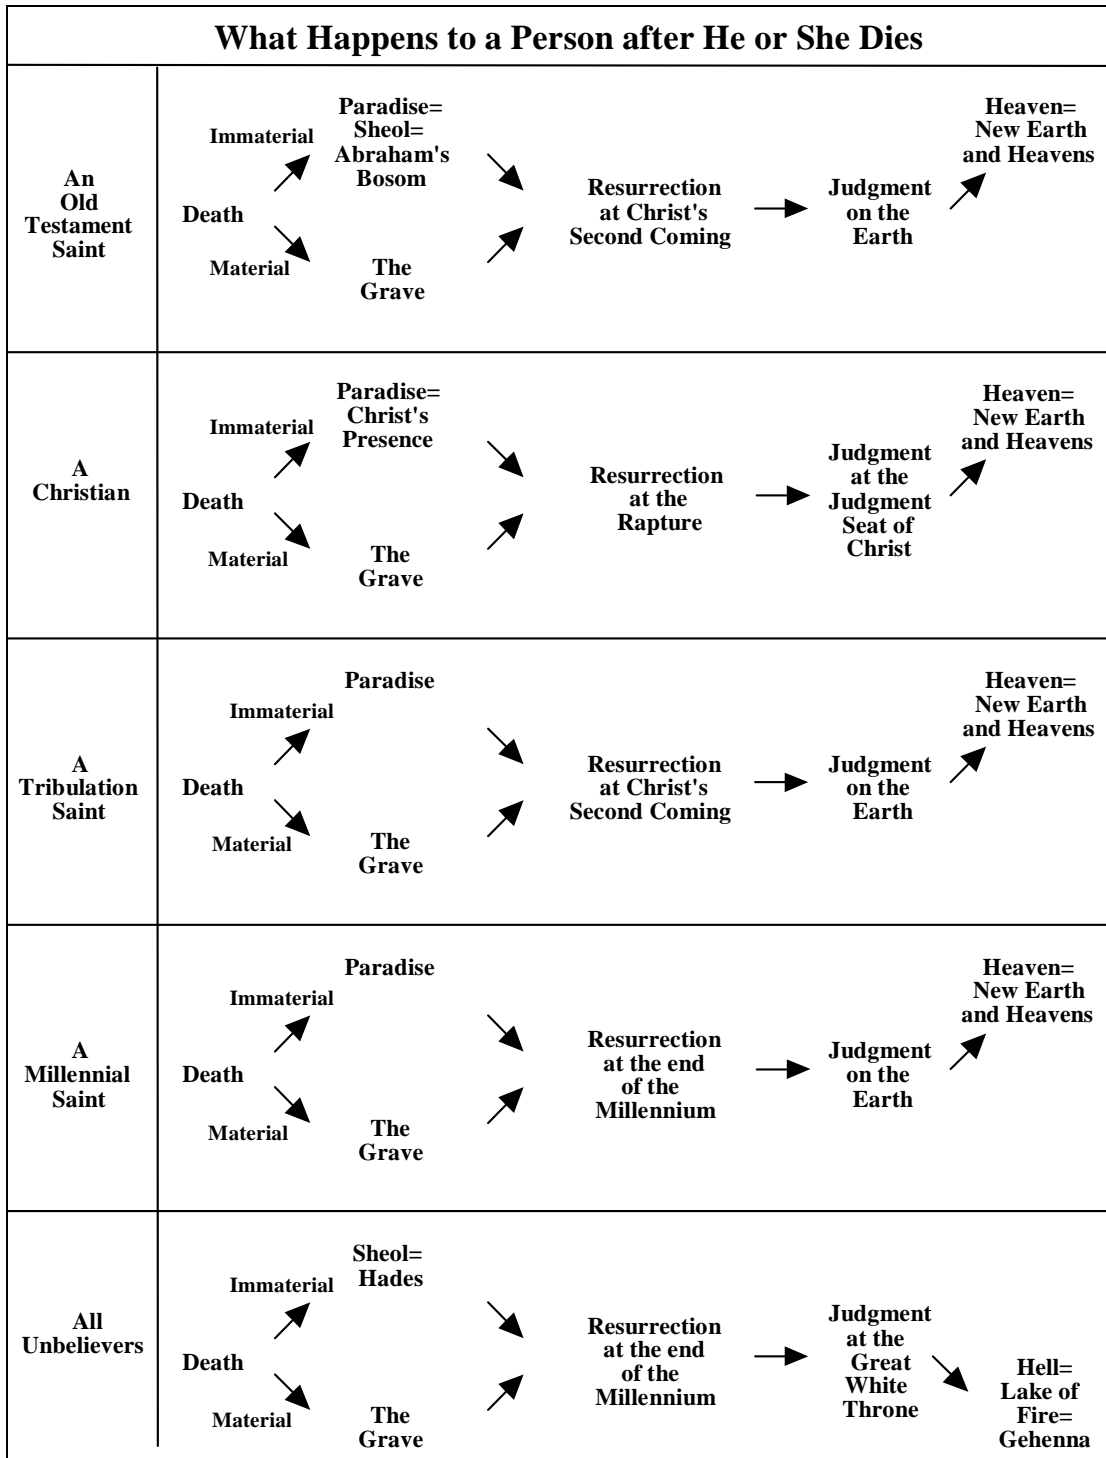 What Happens to a Person after He or She Dies
An
Old
Testament
Saint
Death
Immaterial
Material
Paradise=
Sheol=
Abraham's
Bosom
The
Grave
Resurrection
at Christ's
Second Coming
Judgment
on the
Earth
Heaven=
New Earth
and Heavens
A
Christian
Death
Immaterial
Material
Paradise=
Christ's
Presence
The
Grave
Resurrection
at the
Rapture
Judgment
at the
Judgment
Seat of
Christ
Heaven=
New Earth
and Heavens
A
Tribulation
Saint
Death
Immaterial
Material
Paradise
The
Grave
Resurrection
at Christ's
Second Coming
Judgment
on the
Earth
Heaven=
New Earth
and Heavens
A
Millennial
Saint
Death
Immaterial
Material
Paradise
The
Grave
Resurrection
at the end
of the
Millennium
Judgment
on the
Earth
Heaven=
New Earth
and Heavens
All
Unbelievers
Death
Immaterial
Material
Sheol=
Hades
The
Grave
Resurrection
at the end
of the
Millennium
Judgment
at the
Great
White
Throne
Hell=
Lake of
Fire=
Gehenna